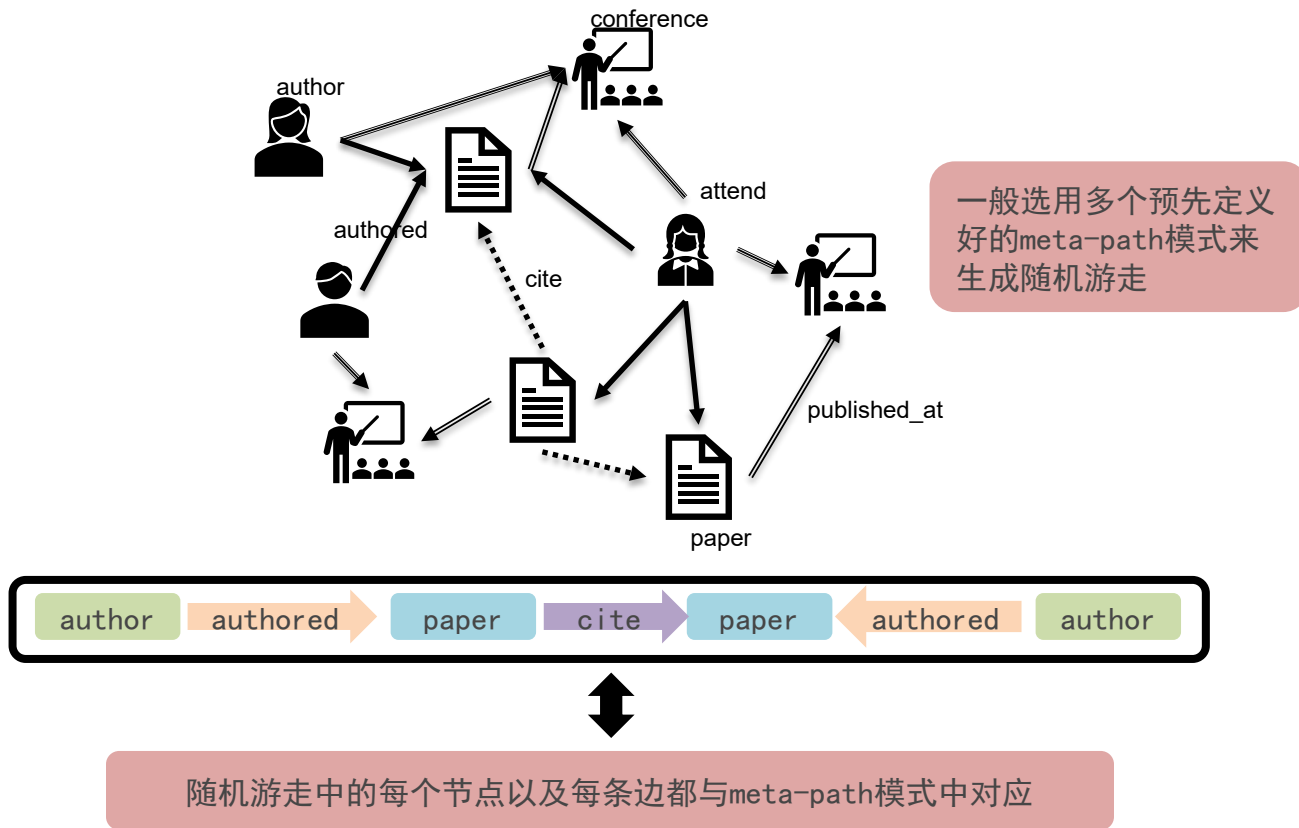 conference
author
attend
authored
cite
一般选用多个预先定义
好的meta-path模式来
生成随机游走
published_at
paper
author authored paper cite paper authored author
随机游走中的每个节点以及每条边都与meta-path模式中对应